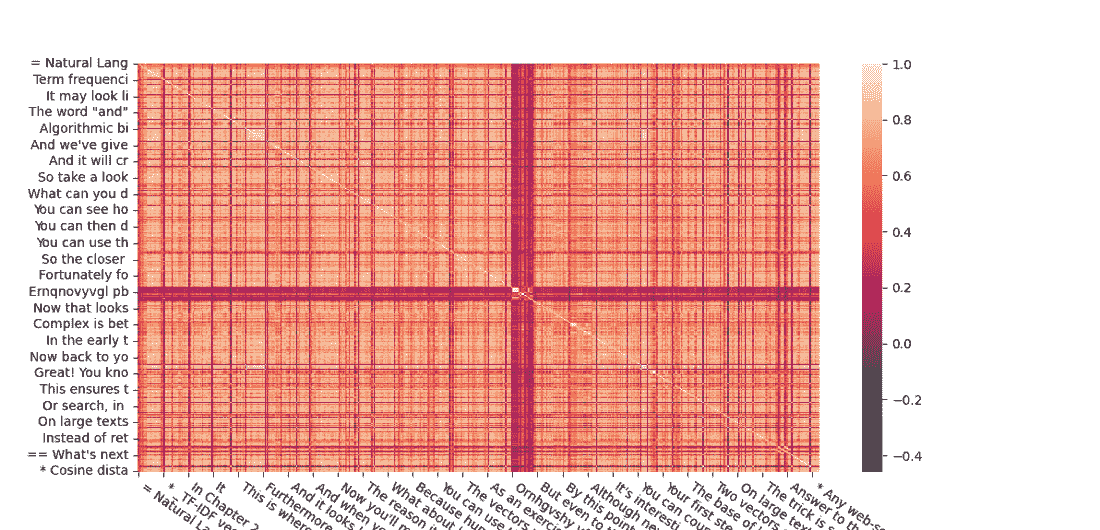 = Natural Lang
Term frequenci
It may look li
The word "and"
Algorithmic bi
And we've give
And it will cr
So take a look
What can you d
You can see ho
You can then d
You can use th
So the closer
Fortunately fo
Ernqnovyvgl pb
Now that looks
Complex is bet
In the early t
Now back to yo
Great! You kno
This ensures t
Or search, in
On large texts
Instead of ret
== What's next
* Cosine dista
1.0
0.8
0.6
0.4
0.2
0.0
−0.2
−0.4
= Natural La
* TF-IDF vec
In Chapter 2
It
This is where
Furthermore
And it looks l
And when yo
Now you'll
The reason i
What about
Because hu
You can use
The vectors
As an exerci
Ornhgvshy v
But even to
By this point
Although ne
It's interesti
You can cou
Your first ste
The base of
Two vectors
On large tex
The trick is s
Answer to th
* Any web-sc